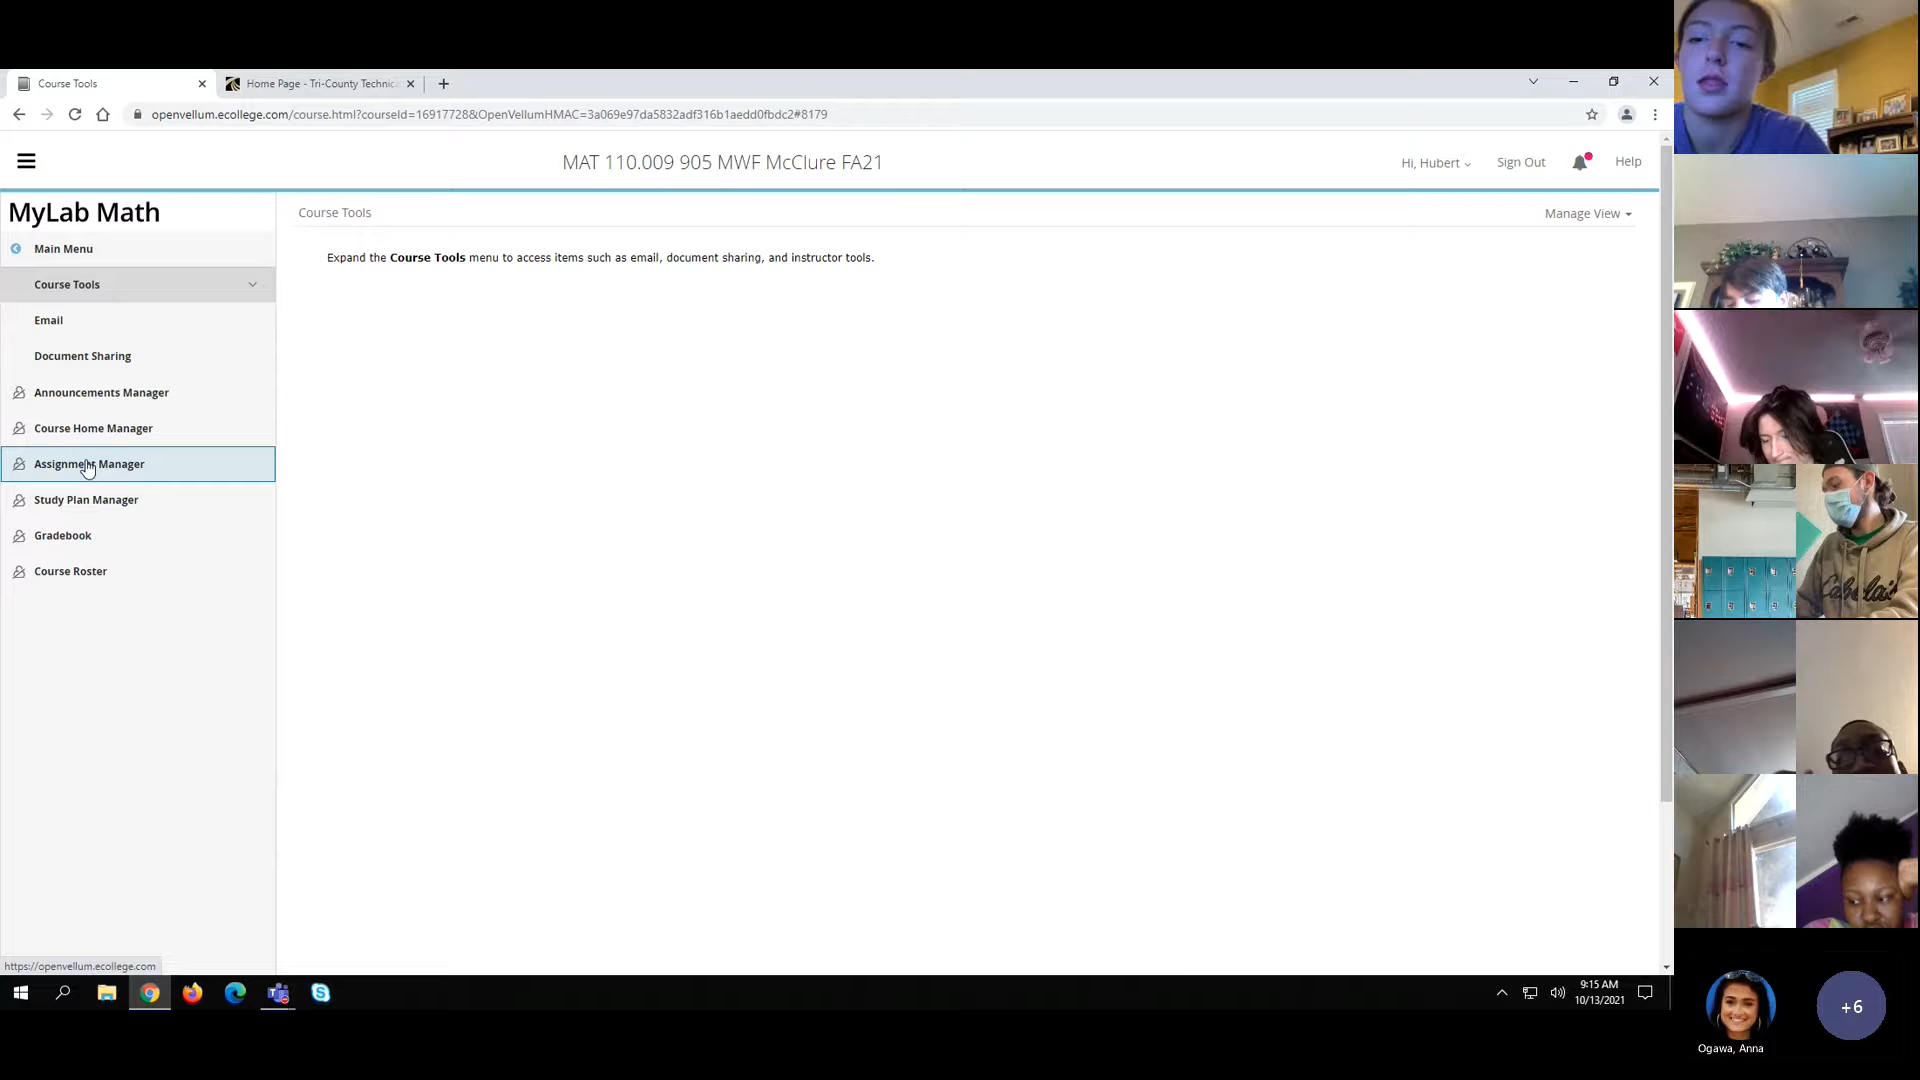 Course Tools
Home Page - Tri-County Technica
openvellum.ecollege.com/course.html?courseId=16917728&OpenVellumHMAC=3a069e97da5832adf316b1aedd0fbdc2#8179
MAT 110.009 905 MWF McClure FA21
Hi, Hubert
Sign Out
Help
MyLab Math
Main Menu
Course Tools
Email
Document Sharing
Announcements Manager
Course Home Manager
Assignment Manager
Study Plan Manager
Gradebook
Course Roster
Course Tools
Manage View
Expand the Course Tools menu to access items such as email, document sharing, and instructor tools.
https://openvellum.ecollege.com
9:15 AM
10/13/2021
Cabela's
Ogawa, Anna
+6